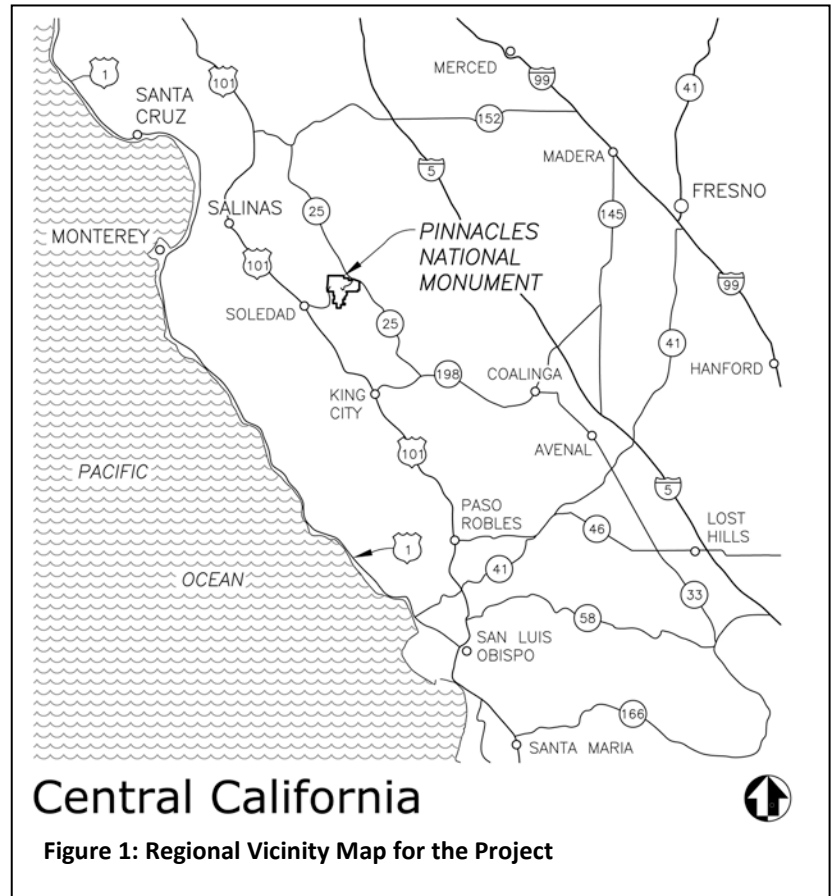 1
101
MERCED
99
41
SANTA
CRUZ
152
5
MADERA
SALINAS
25
145
FRESNO
MONTEREY
PINNACLES
NATIONAL
MONUMENT
101
99
SOLEDAD
25
41
198
COALINGA
HANFORD
KING
CITY
101
AVENAL
PACIFIC
5
PASO
ROBLES
46
LOST
HILLS
1
OCEAN
41
33
58
SAN LUIS
OBISPO
166
SANTA MARIA
Central California
Figure 1: Regional Vicinity Map for the Project